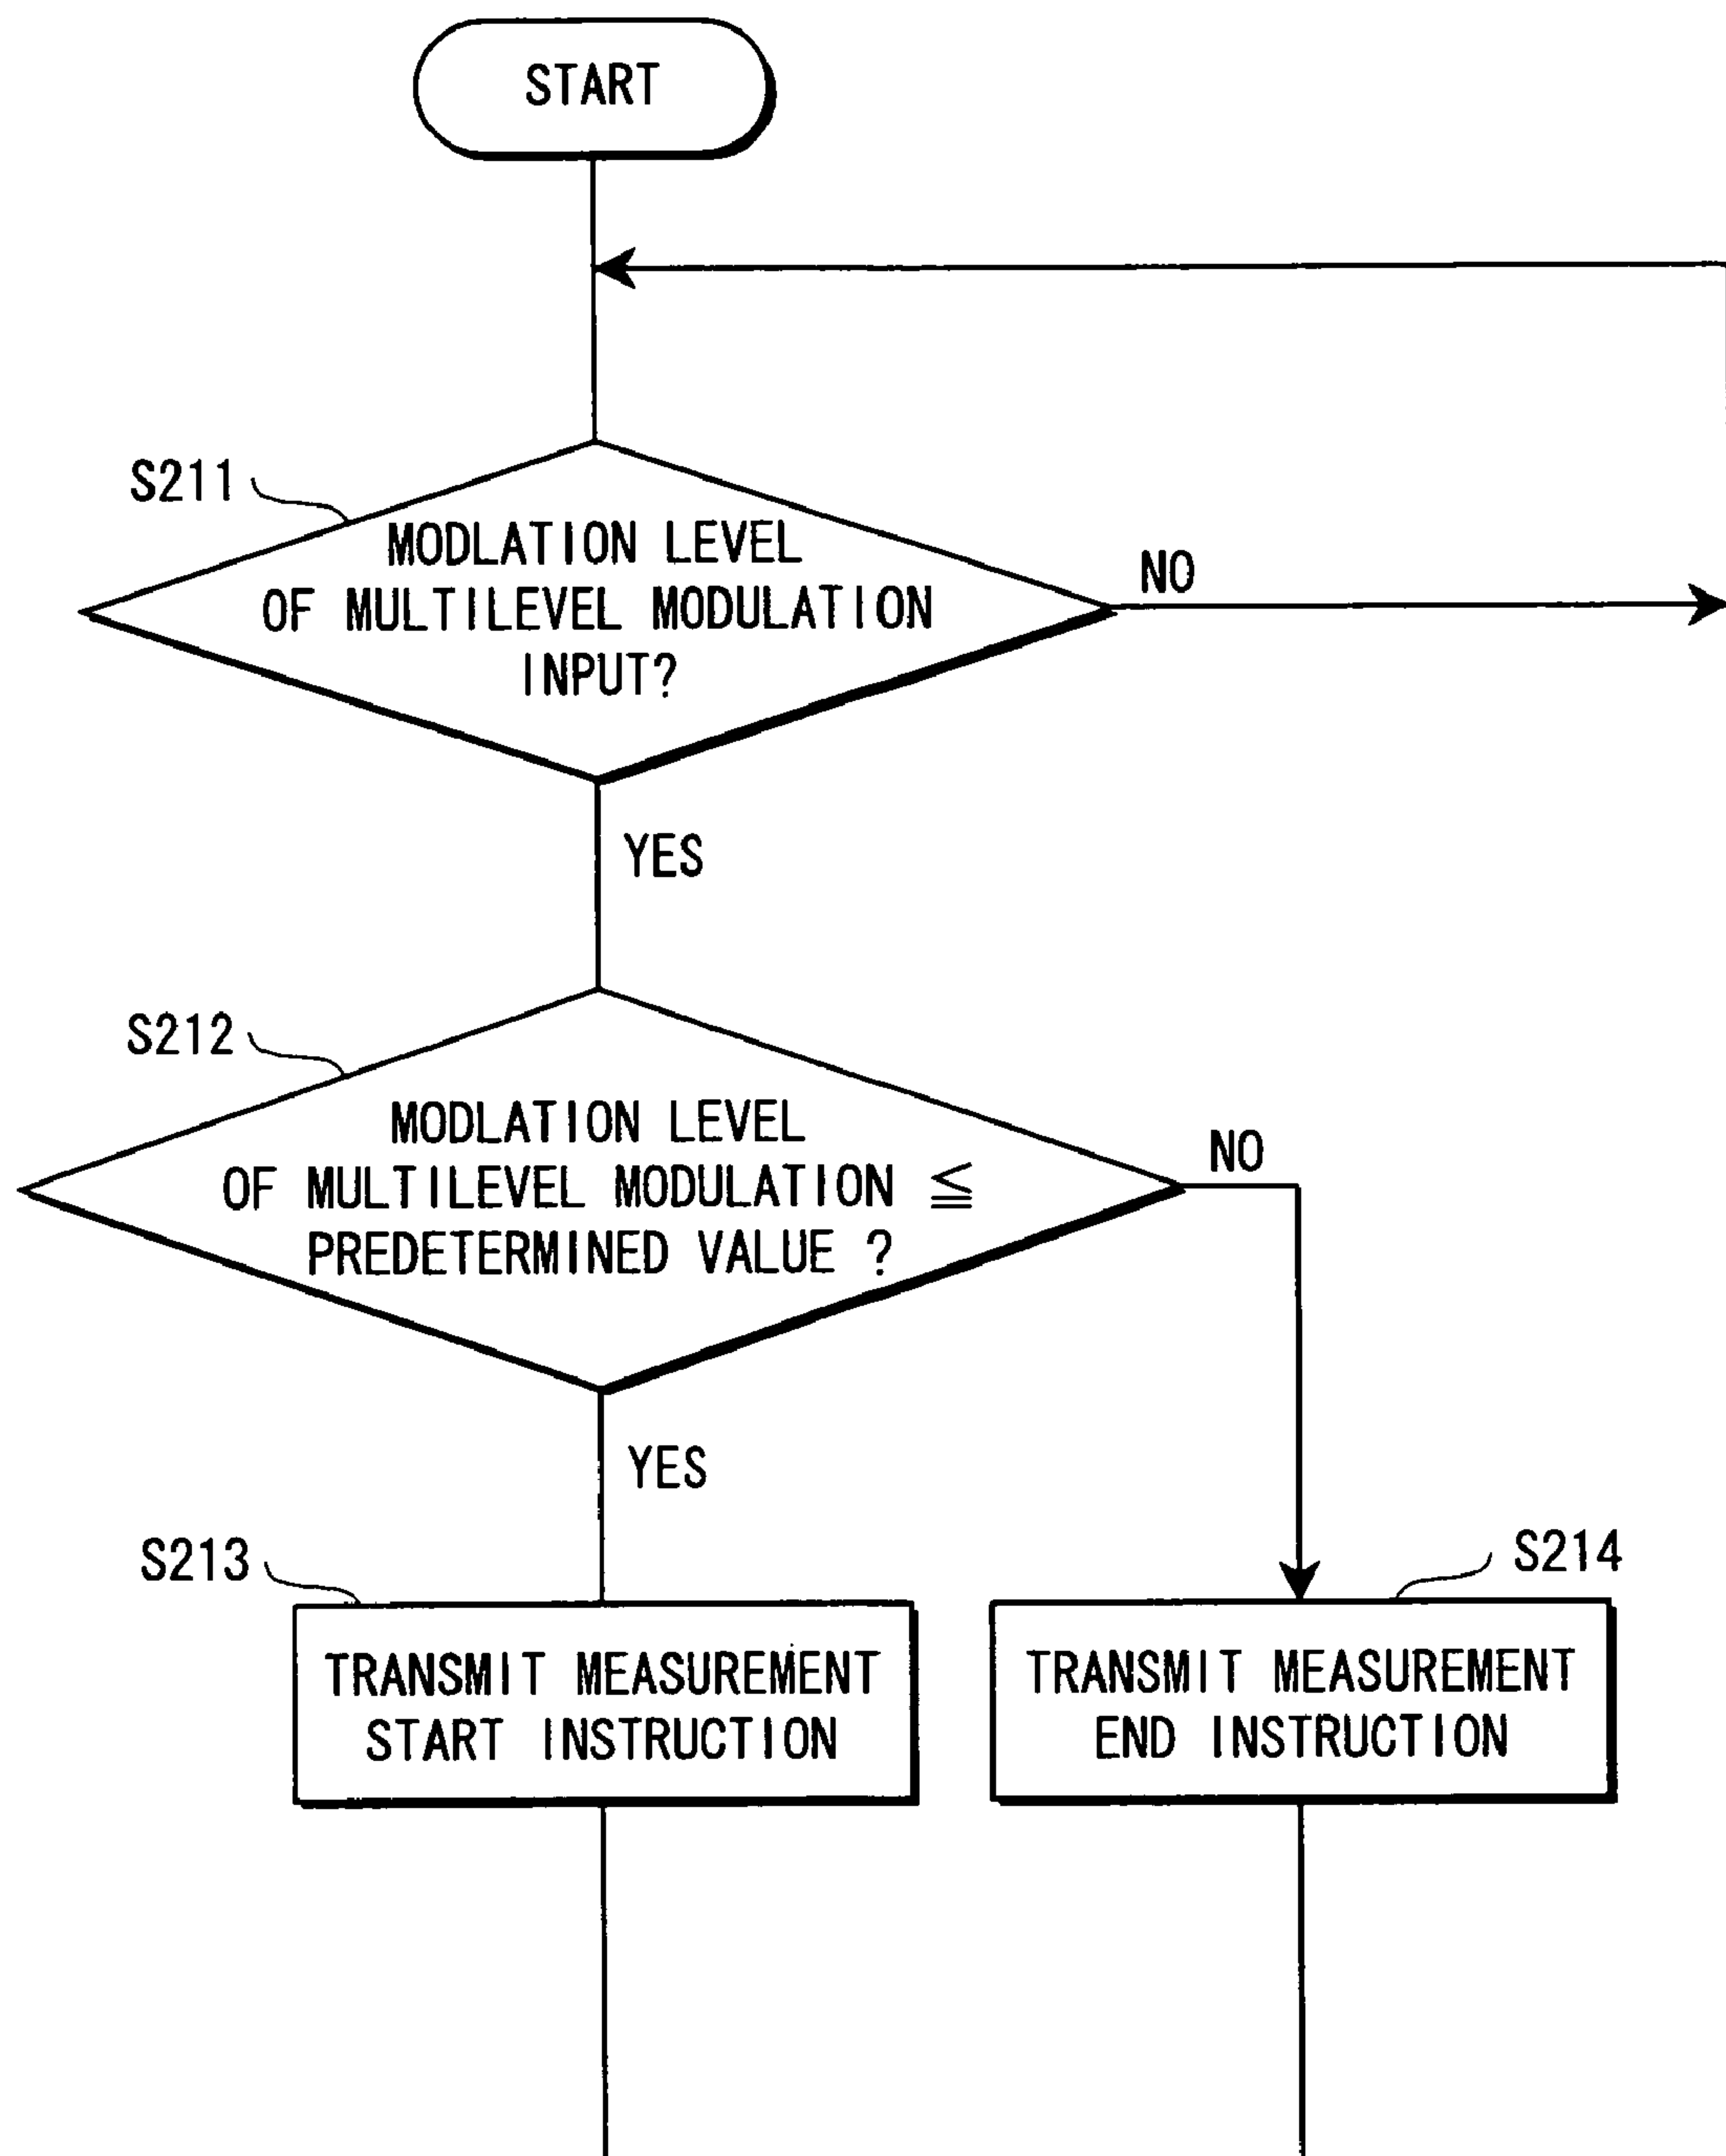 START
S211
MODLATION LEVEL
OF MULTILEVEL MODULATION
INPUT?
NO
YES
S212
MODLATION LEVEL
OF MULTILEVEL MODULATION ≦
PREDETERMINED VALUE ?
NO
YES
S213
TRANSMIT MEASUREMENT
START INSTRUCTION
S214
TRANSMIT MEASUREMENT
END INSTRUCTION